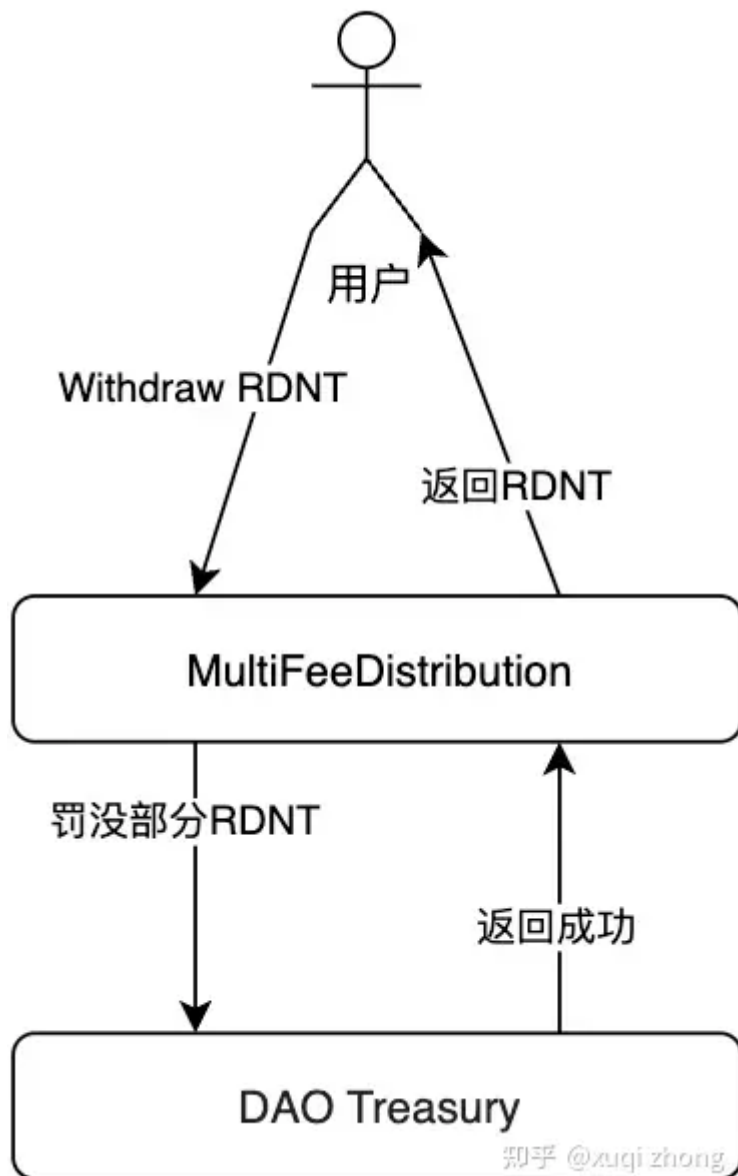 用户
Withdraw RDNT
返回RDNT
MultiFeeDistribution
罚没部分RDNT
返回成功
DAO Treasury
知乎 @xuqi zhong